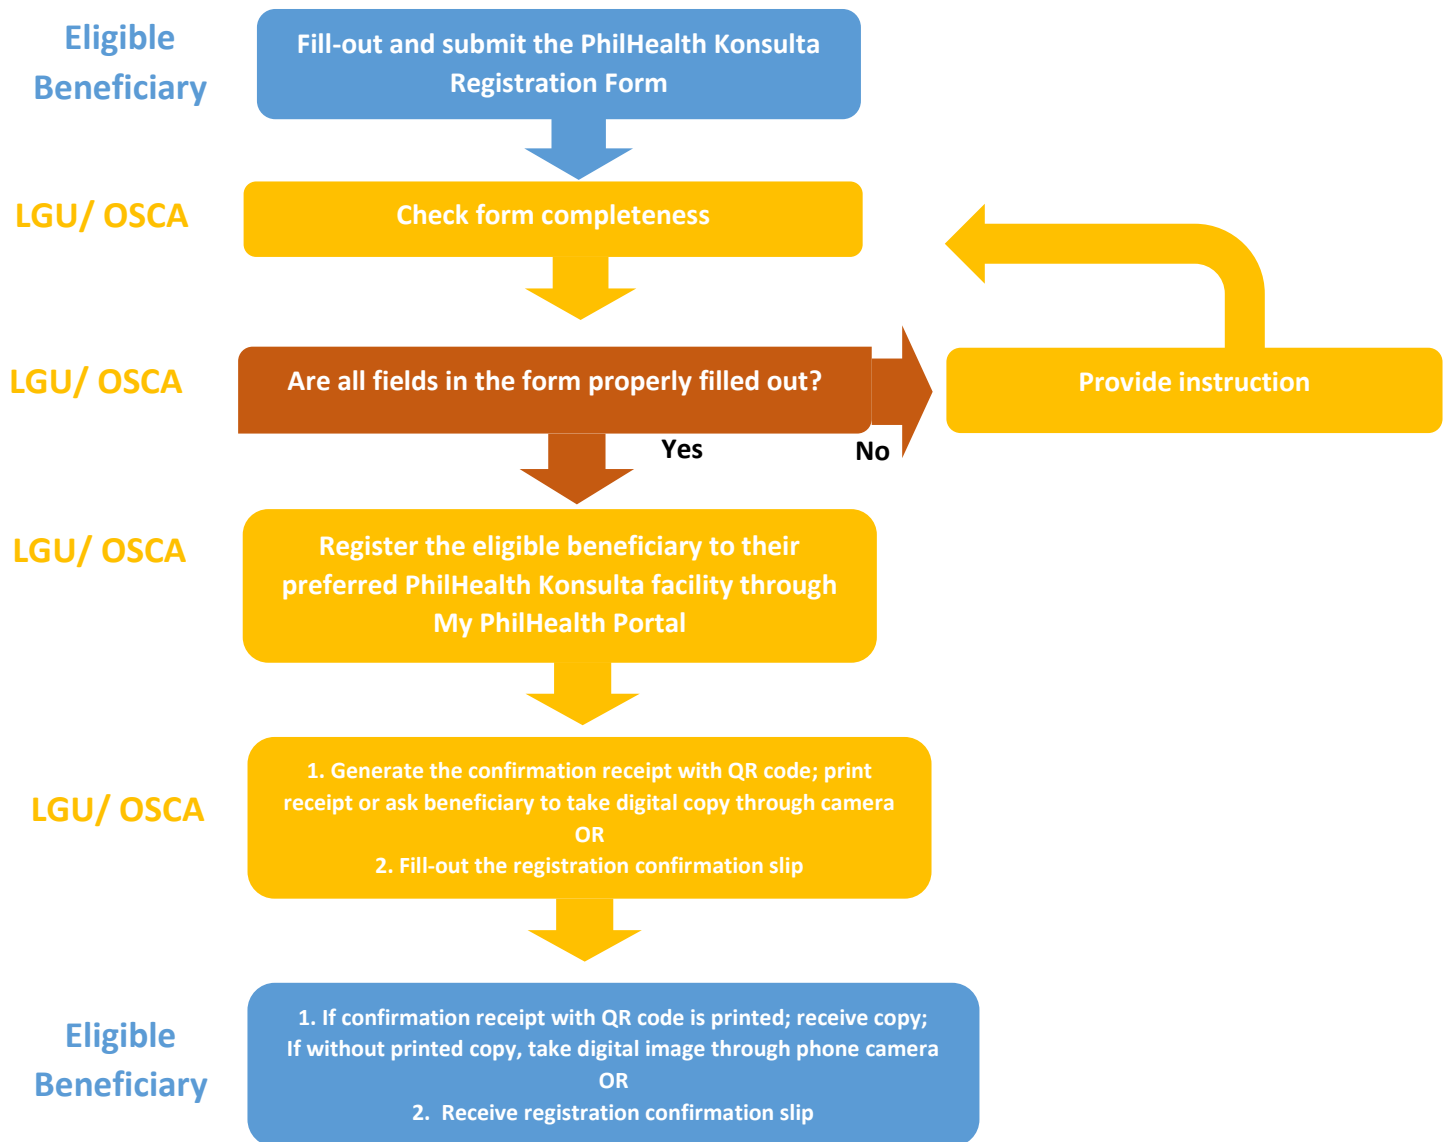 Eligible
Beneficiary
Fill-out and submit the PhilHealth Konsulta
Registration Form
LGU/ OSCA
Check form completeness
LGU/ OSCA
Are all fields in the form properly filled out?
Provide instruction
Yes
No
LGU/ OSCA
Register the eligible beneficiary to their
preferred PhilHealth Konsulta facility through
My PhilHealth Portal
LGU/ OSCA
1. Generate the confirmation receipt with QR code; print
receipt or ask beneficiary to take digital copy through camera
OR
2. Fill-out the registration confirmation slip
Eligible
Beneficiary
1. If confirmation receipt with QR code is printed; receive copy;
If without printed copy, take digital image through phone camera
OR
2. Receive registration confirmation slip